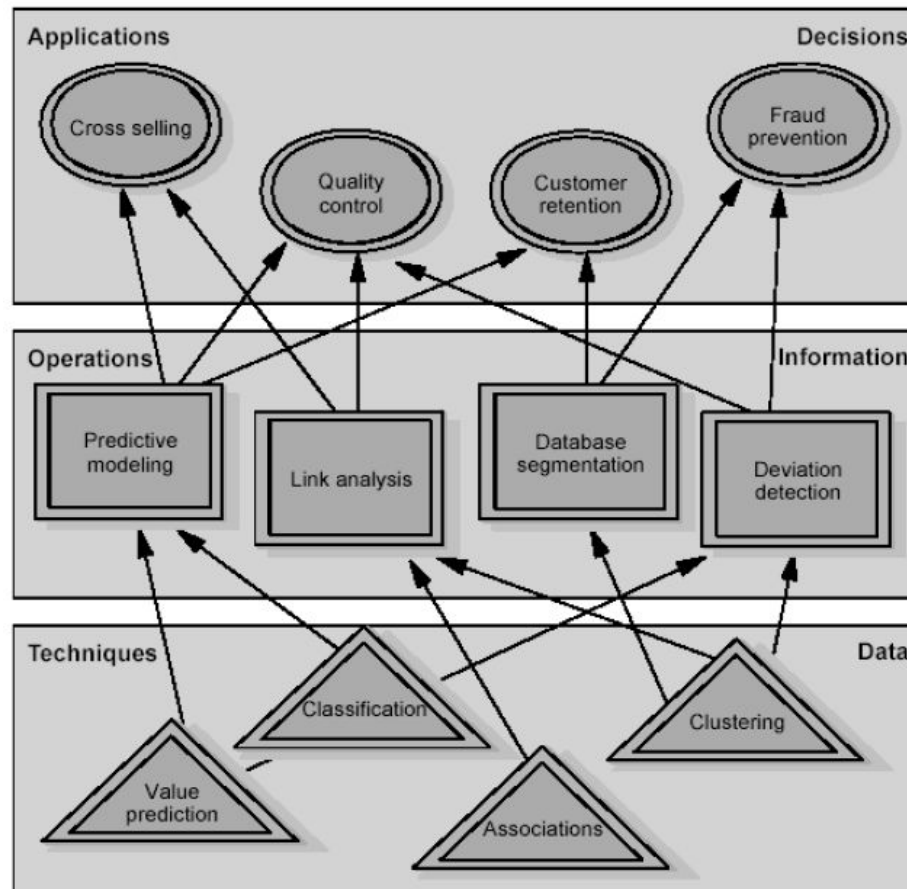 Applications
Decisions
Cross selling
Fraud
prevention
Quality
control
Customer
retention
Operations
Information
Predictive
modeling
Link analysis
Database
segmentation
Deviation
detection
Techniques
Data
Classification
Clustering
Value
prediction
Associations